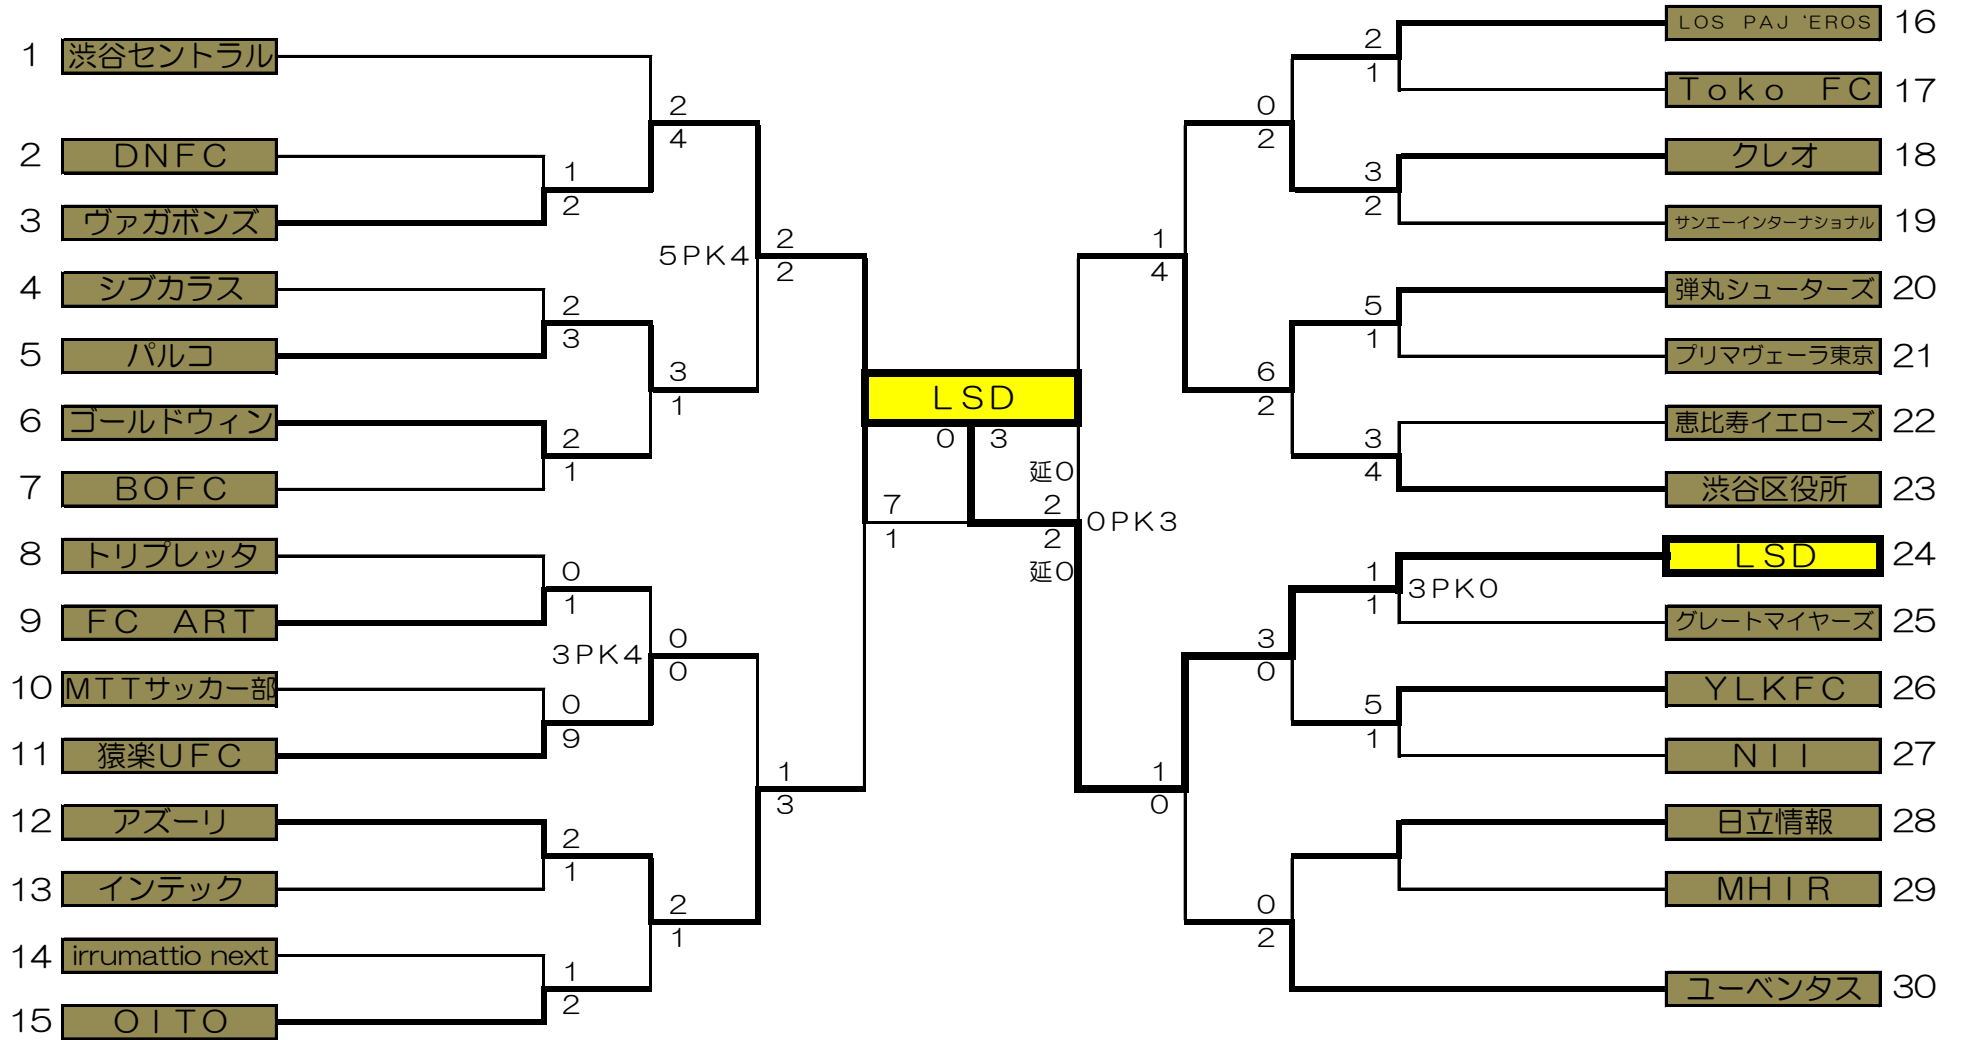 1 渋谷セントラル
2 ＤＮＦＣ
3 ヴァガボンズ
4 シブカラス
5 パルコ
6 ゴールドウィン
7 ＢＯＦＣ
8 トリプレッタ
9 ＦＣ　ＡＲＴ
10 ＭＴＴサッカー部
11 猿楽ＵＦＣ
12 アズーリ
13 インテック
14 irrumattio next
15 ＯＩＴＯ
1
2
2
3
2
1
0
1
0
9
2
1
1
2
2
4
3
1
3PK4
0
0
2
1
5PK4
2
2
1
3
7
1
ＬＳＤ
0 3
延0
2
2
延0
0PK3
1
4
1
0
0
2
6
2
3
0
0
2
2
1
3
2
5
1
3
4
1
1
3PK0
5
1
ＬＯＳ　ＰＡＪ‘ＥＲＯＳ 16
Ｔｏｋｏ　ＦＣ 17
クレオ 18
サンエーインターナショナル 19
弾丸シューターズ 20
プリマヴェーラ東京 21
恵比寿イエローズ 22
渋谷区役所 23
ＬＳＤ 24
グレートマイヤーズ 25
ＹＬＫＦＣ 26
ＮＩＩ 27
日立情報 28
ＭＨＩＲ 29
ユーベンタス 30